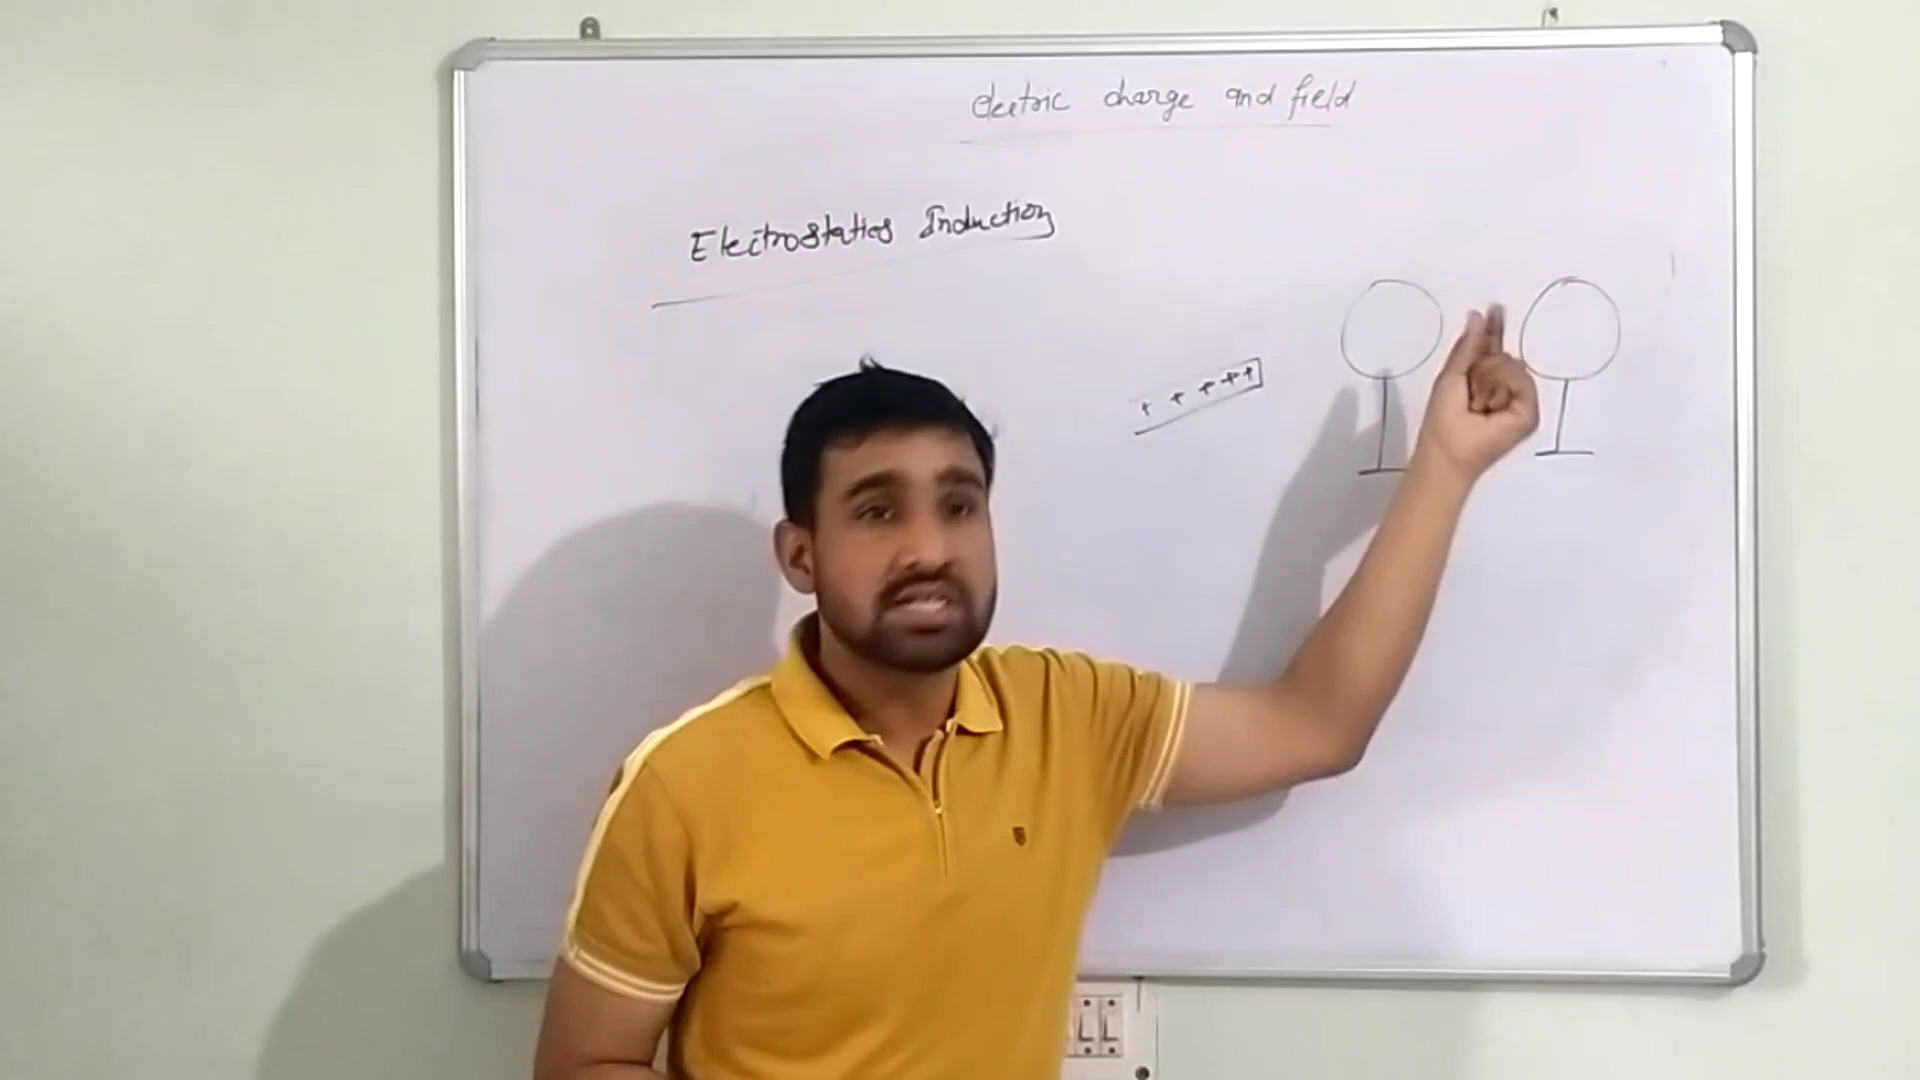 electric charge and field
Electrostatics Induction
+ + + + +